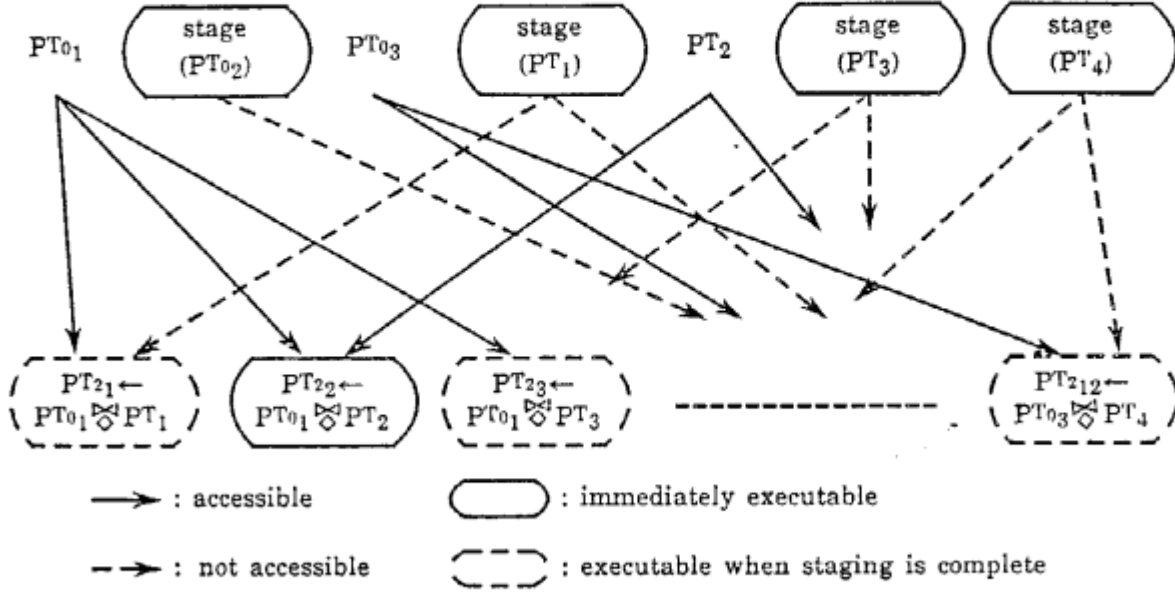 PT₀₁ stage (PT₀₂) PT₀₃ stage (PT₁) PT₂ stage (PT₃) stage (PT₄)
PT₂₁←
PT₀₁ ⋈◇ PT₁
PT₂₂←
PT₀₁ ⋈◇ PT₂
PT₂₃←
PT₀₁ ⋈◇ PT₃
PT₂₁₂←
PT₀₃ ⋈◇ PT₄
: accessible
: immediately executable
: not accessible
: executable when staging is complete